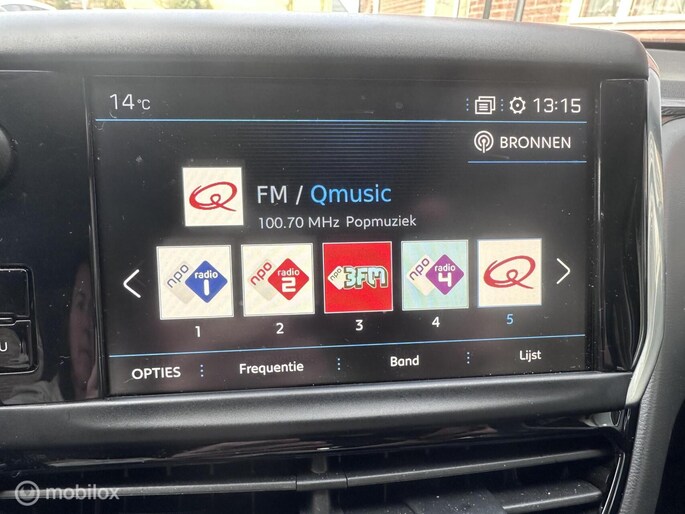 14°C 13:15
BRONNEN
FM / Qmusic
100.70 MHz Popmuziek
npo radio 1
npo radio 2
npo 3FM
npo radio 4
Q
1 2 3 4 5
OPTIES Frequentie Band Lijst
U
mobilox